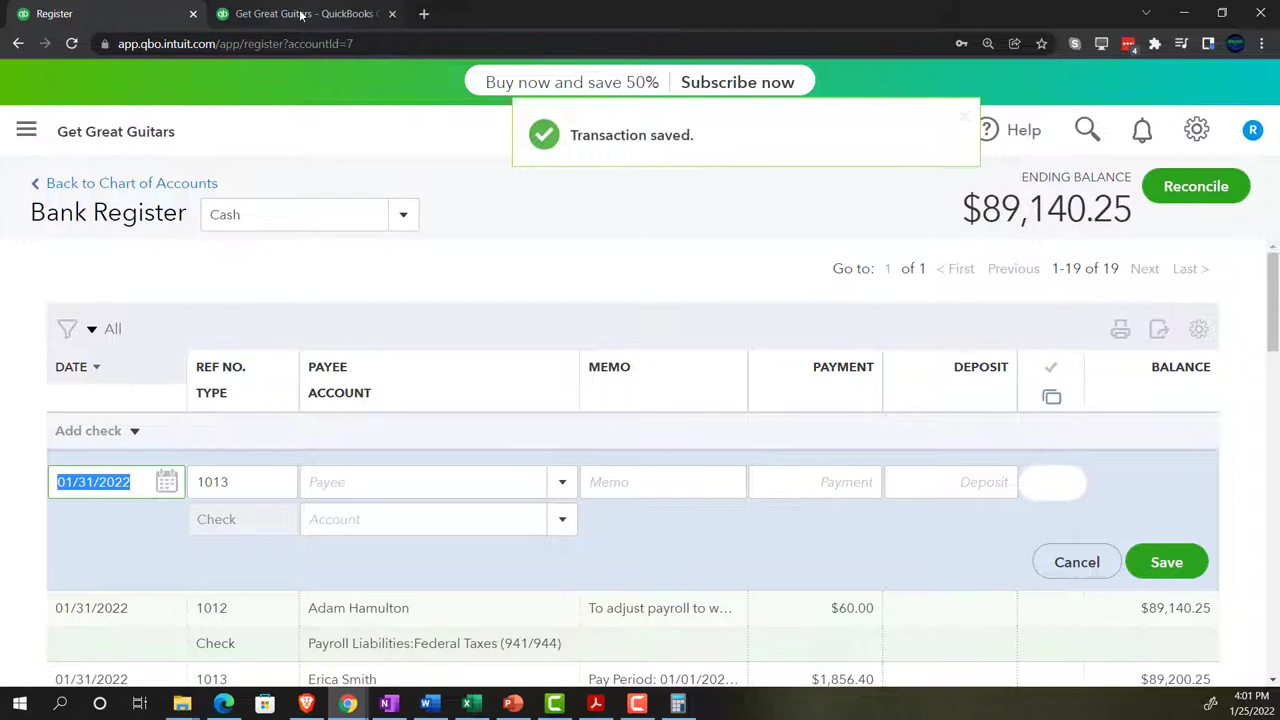 Register
Get Great Guitars - QuickBooks
app.qbo.intuit.com/app/register?accountId=7
4
Buy now and save 50% Subscribe now
Get Great Guitars
Transaction saved.
Help
R
Back to Chart of Accounts
Bank Register Cash
ENDING BALANCE
$89,140.25
Reconcile
Go to: 1 of 1 < First Previous 1-19 of 19 Next Last >
All
DATE REF NO. PAYEE MEMO PAYMENT DEPOSIT BALANCE
TYPE ACCOUNT
Add check
01/31/2022 1013 Payee Memo Payment Deposit
Check Account
Cancel Save
01/31/2022 1012 Adam Hamulton To adjust payroll to w... $60.00 $89,140.25
Check Payroll Liabilities:Federal Taxes (941/944)
01/31/2022 1013 Erica Smith Pay Period: 01/01/202... $1,856.40 $89,200.25
4:01 PM
1/25/2022